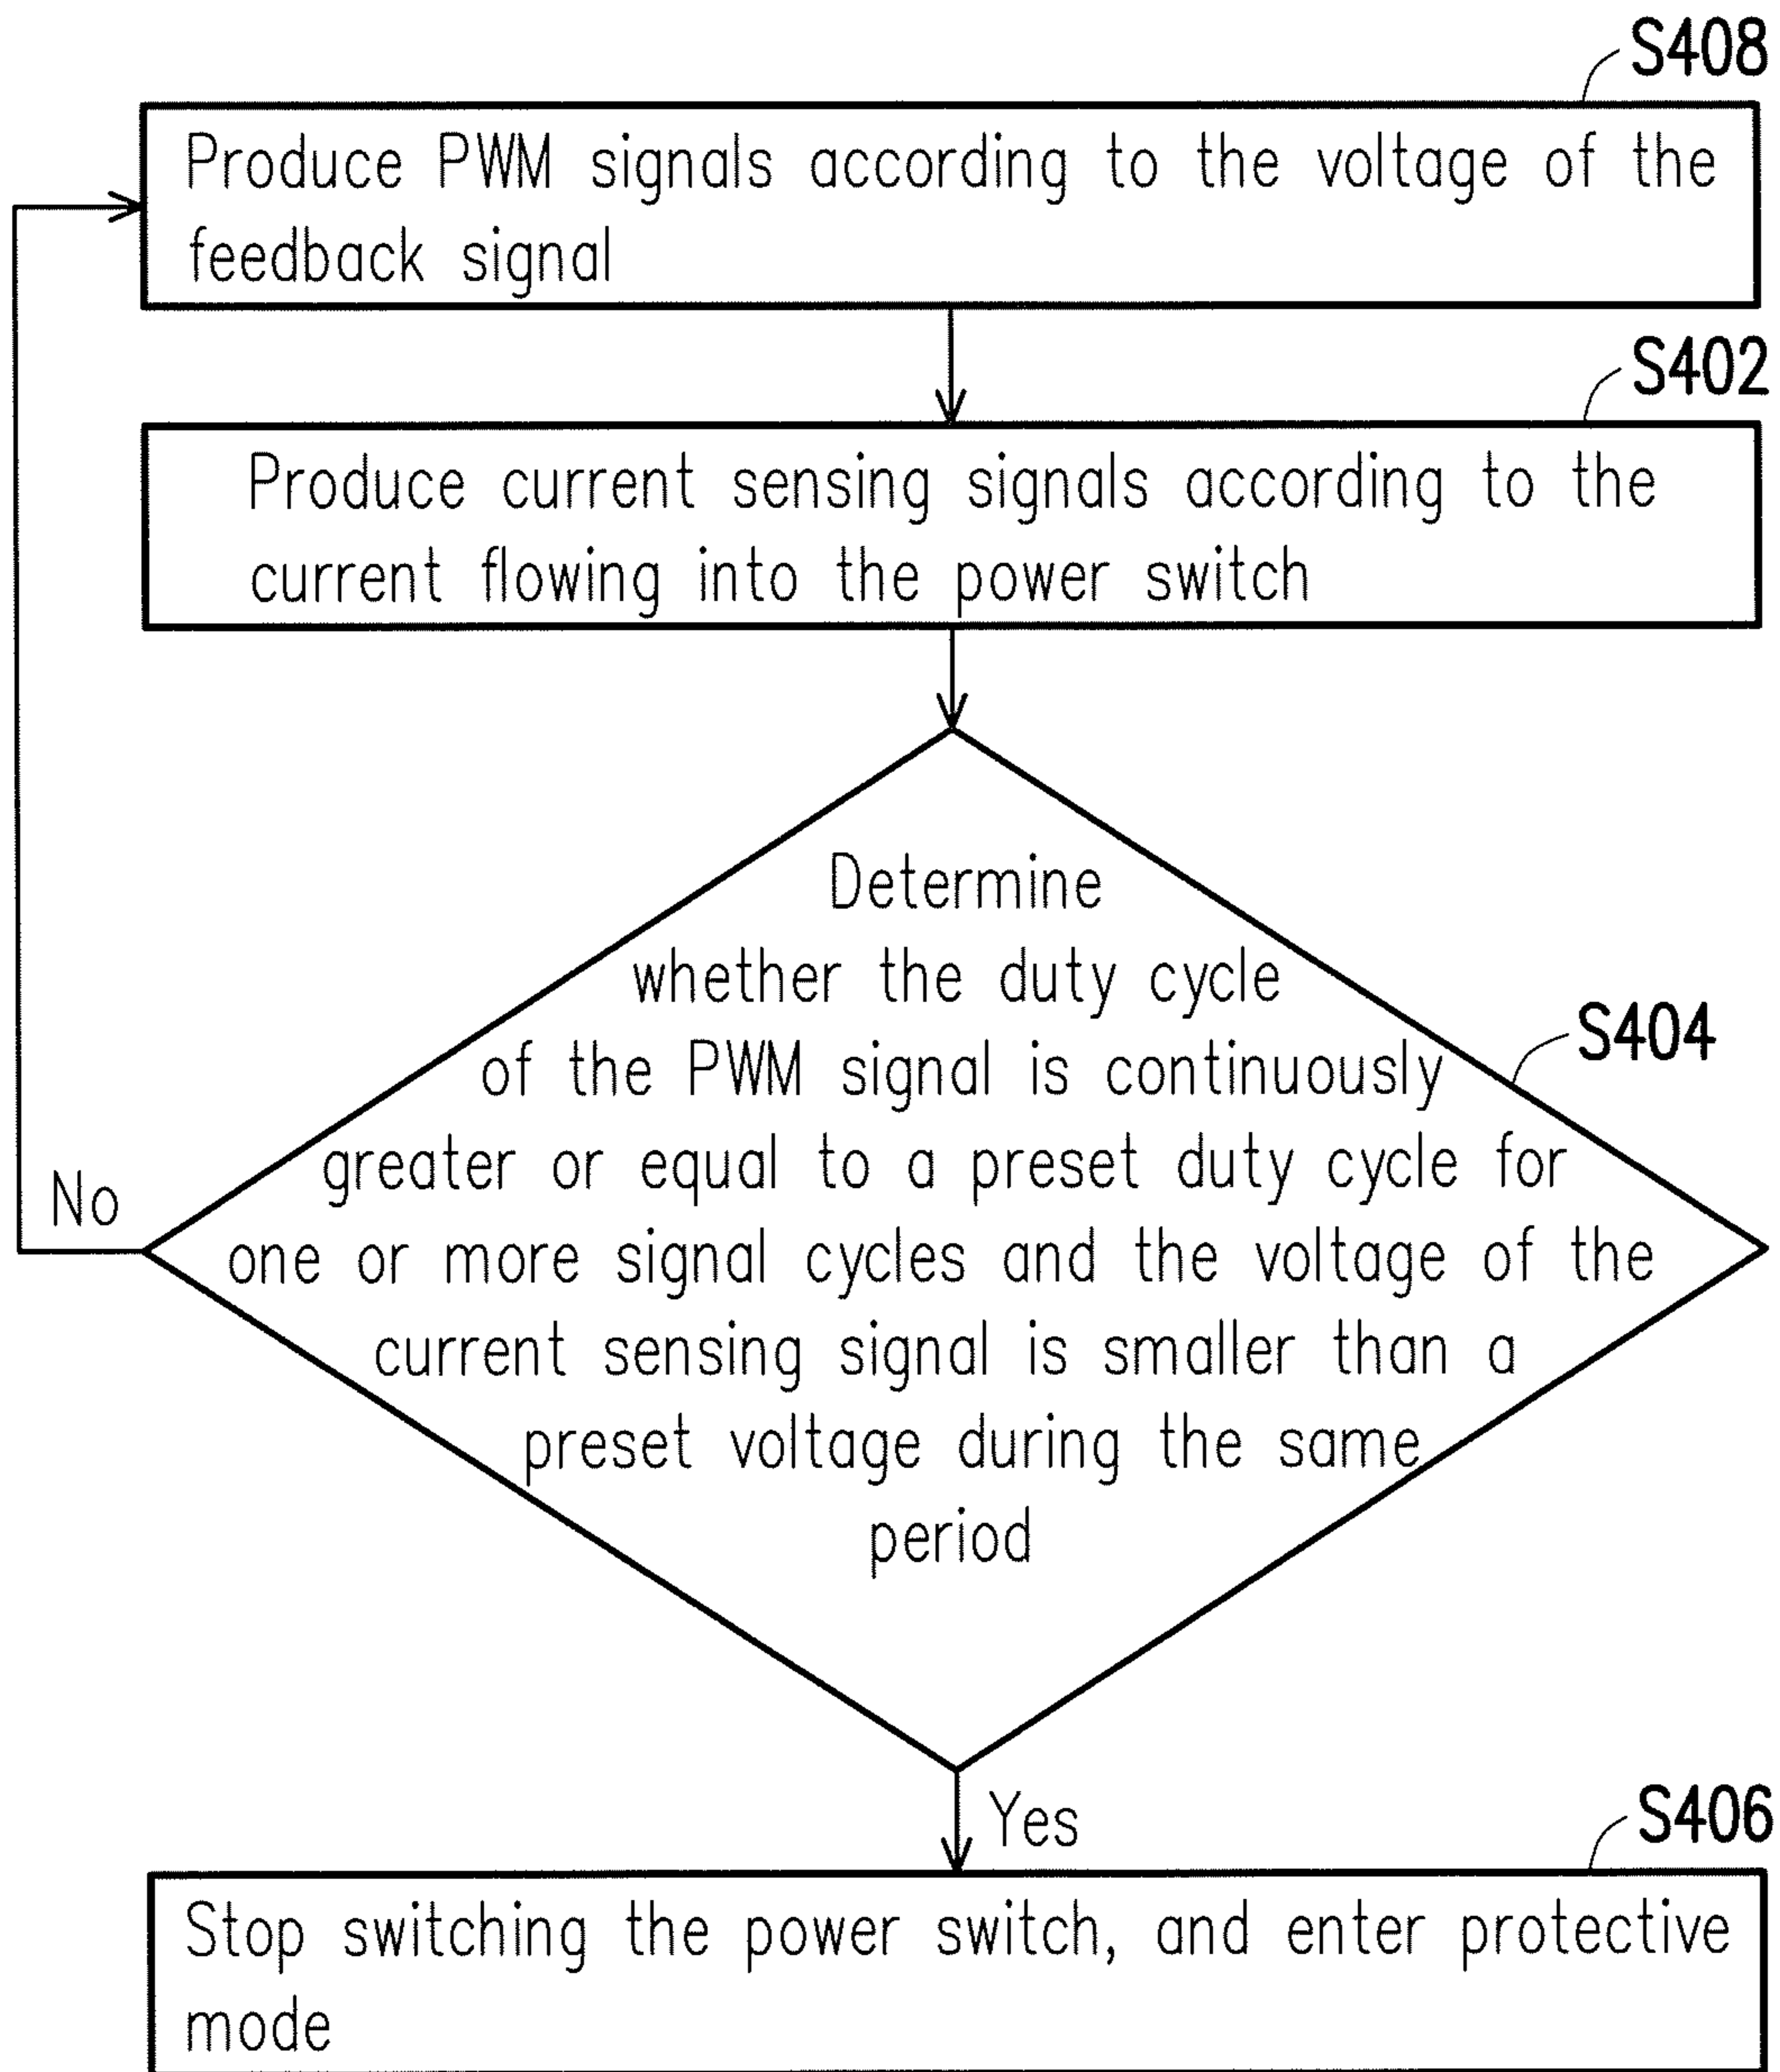 S408
Produce PWM signals according to the voltage of the
feedback signal
S402
Produce current sensing signals according to the
current flowing into the power switch
Determine
whether the duty cycle
of the PWM signal is continuously
S404
greater or equal to a preset duty cycle for
No
one or more signal cycles and the voltage of the
current sensing signal is smaller than a
preset voltage during the same
period
Yes
S406
Stop switching the power switch, and enter protective
mode